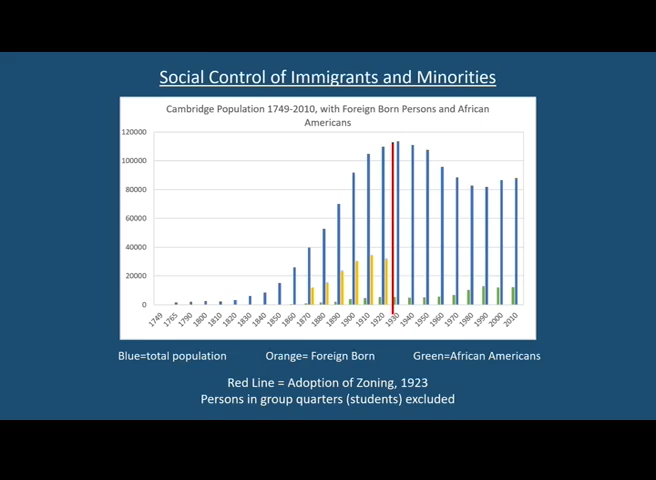 Social Control of Immigrants and Minorities
Cambridge Population 1749-2010, with Foreign Born Persons and African
Americans
120000
100000
80000
60000
40000
20000
0
1749 1765 1790 1800 1810 1820 1830 1840 1850 1860 1870 1880 1890 1900 1910 1920 1930 1940 1950 1960 1970 1980 1990 2000 2010
Blue=total population Orange= Foreign Born Green=African Americans
Red Line = Adoption of Zoning, 1923
Persons in group quarters (students) excluded